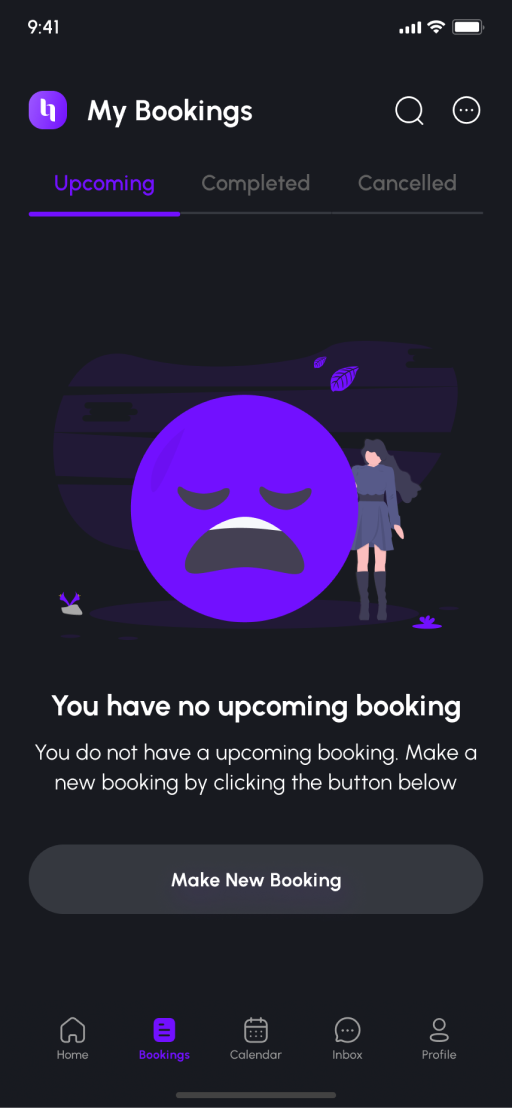 9:41
My Bookings
Upcoming Completed Cancelled
You have no upcoming booking
You do not have a upcoming booking. Make a
new booking by clicking the button below
Make New Booking
Home Bookings Calendar Inbox Profile